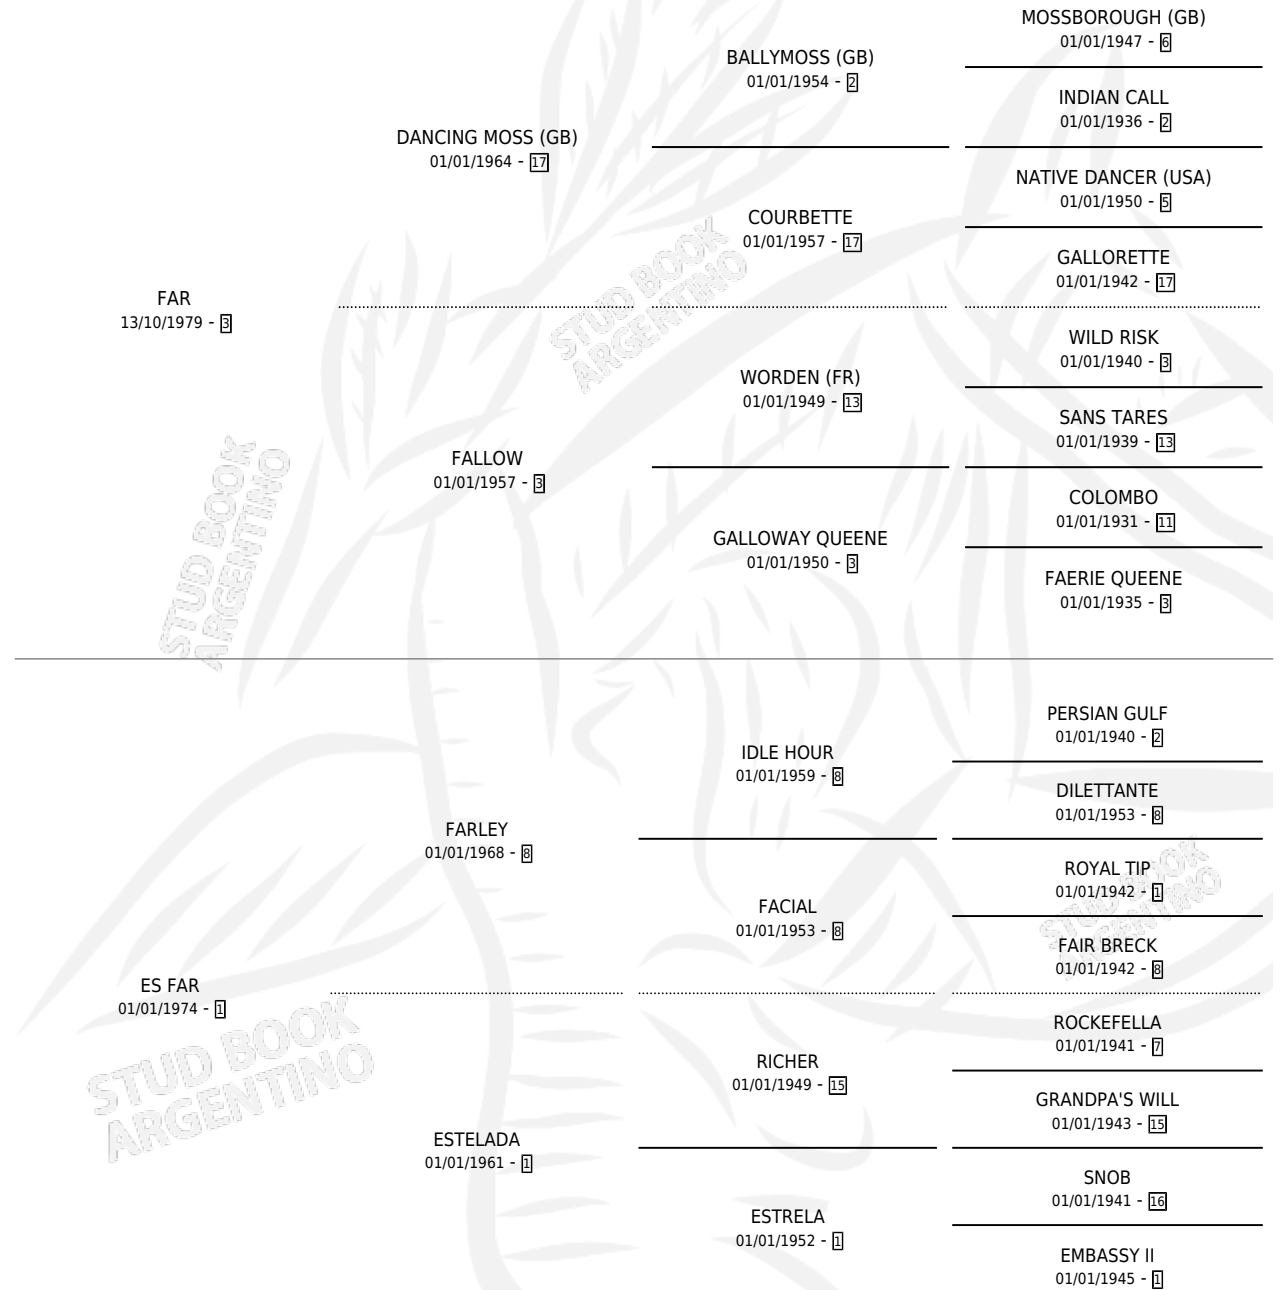 MOSSBOROUGH (GB)
01/01/1947 - 6
BALLYMOSS (GB)
01/01/1954 - 2
INDIAN CALL
01/01/1936 - 2
DANCING MOSS (GB)
01/01/1964 - 17
NATIVE DANCER (USA)
01/01/1950 - 5
COURBETTE
01/01/1957 - 17
GALLORETTE
01/01/1942 - 17
FAR
13/10/1979 - 3
WILD RISK
01/01/1940 - 3
WORDEN (FR)
01/01/1949 - 13
SANS TARES
01/01/1939 - 13
FALLOW
01/01/1957 - 3
COLOMBO
01/01/1931 - 11
GALLOWAY QUEENE
01/01/1950 - 3
FAERIE QUEENE
01/01/1935 - 3
PERSIAN GULF
01/01/1940 - 2
IDLE HOUR
01/01/1959 - 8
DILETTANTE
01/01/1953 - 8
FARLEY
01/01/1968 - 8
ROYAL TIP
01/01/1942 - 1
FACIAL
01/01/1953 - 8
FAIR BRECK
01/01/1942 - 8
ES FAR
01/01/1974 - 1
ROCKEFELLA
01/01/1941 - 7
RICHER
01/01/1949 - 15
GRANDPA'S WILL
01/01/1943 - 15
ESTELADA
01/01/1961 - 1
SNOB
01/01/1941 - 16
ESTRELA
01/01/1952 - 1
EMBASSY II
01/01/1945 - 1
STUD BOOK
ARGENTINO
STUD BOOK
ARGENTINO
STUD BOOK
ARGENTINO
STUD BOOK
ARGENTINO